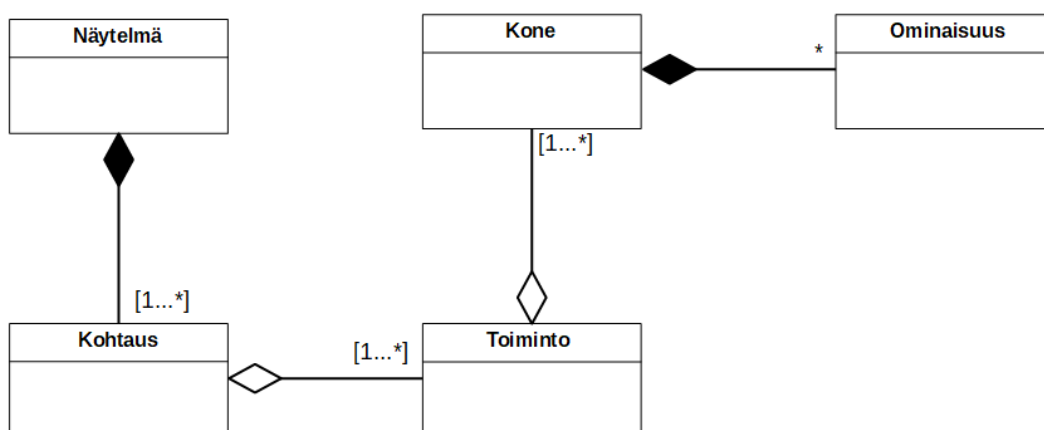 Näytelmä
Kone
Ominaisuus
*
[1...*]
[1...*]
Kohtaus
[1...*]
Toiminto